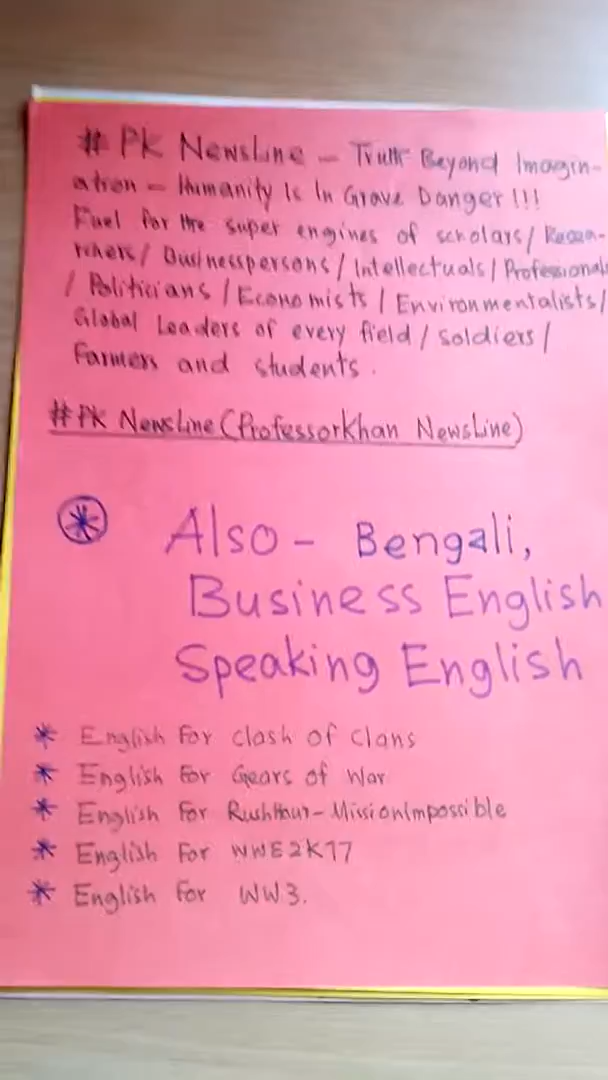 # PK NewsLine - Truth Beyond Imagin-
ation - Humanity Is In Grave Danger!!!
Fuel for the super engines of scholars/ Resea-
rchers/ Businesspersons/ Intellectuals/ Professionals
/ Politicians / Economists / Environmentalists/
Global Leaders of every field / Soldiers/
Farmers and students.
#PK NewsLine (ProfessorKhan NewsLine)
Also - Bengali,
Business English
Speaking English
* English For Clash of Clans
* English For Gears of War
* English For RushHour-MissionImpossible
* English For WWE2K17
* English For WW3.